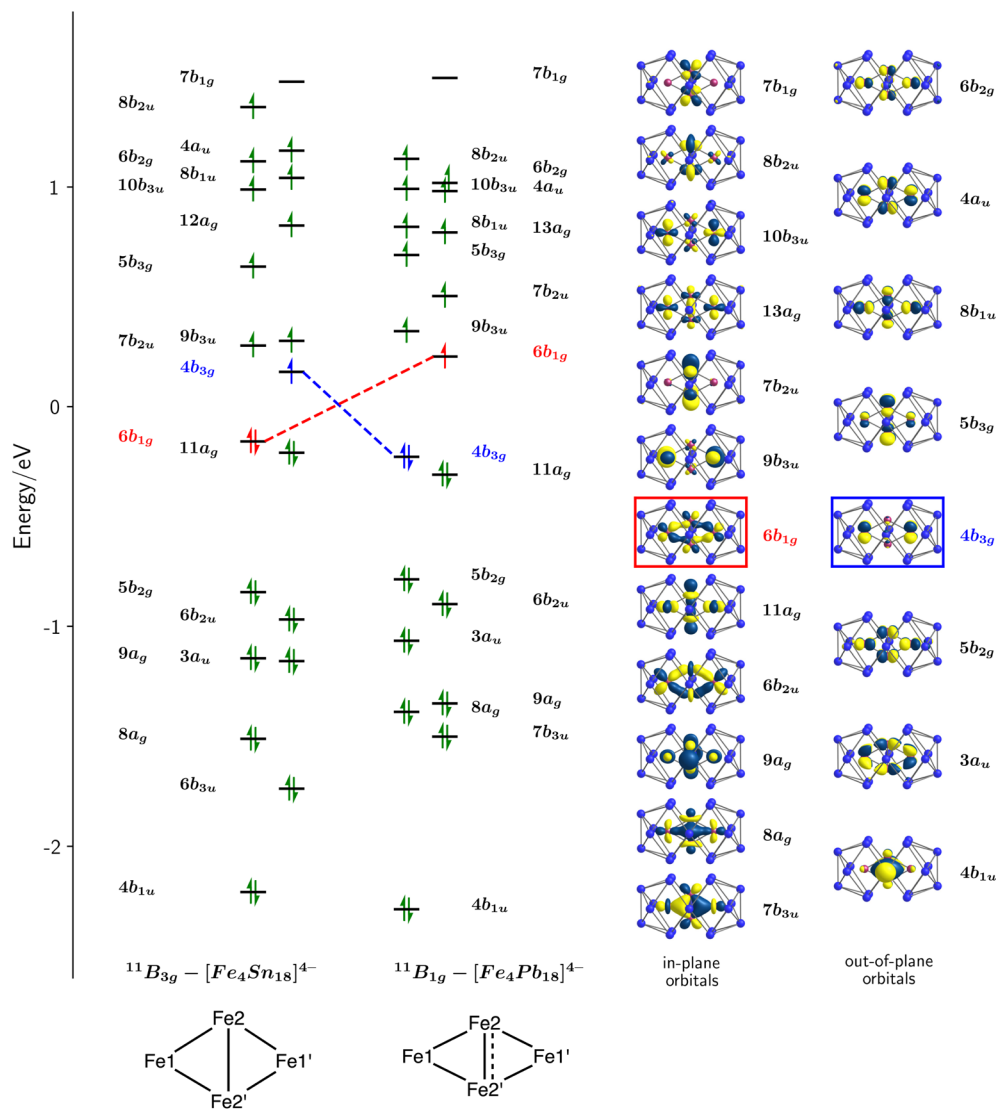 7b1g
7b1g
7b1g
6b2g
8b2u
8b2u
8b2u
6b2g
4au
6b2g
10b3u
8b1u
10b3u
4au
4au
1
12ag
8b1u
13ag
10b3u
5b3g
5b3g
7b2u
13ag
8b1u
7b2u
9b3u
9b3u
4b3g
6b1g
7b2u
5b3g
0
6b1g
11ag
4b3g
11ag
9b3u
Energy/eV
6b1g
4b3g
5b2g
6b2u
5b2g
6b2u
11ag
5b2g
-1
9ag
3au
3au
6b2u
8ag
8ag
9ag
7b3u
9ag
3au
6b3u
-2
8ag
4b1u
4b1u
4b1u
7b3u
¹¹B3g − [Fe4Sn18]⁴⁻
¹¹B1g − [Fe4Pb18]⁴⁻
in-plane
orbitals
out-of-plane
orbitals
Fe2
Fe1
Fe1'
Fe2'
Fe2
Fe1
Fe1'
Fe2'